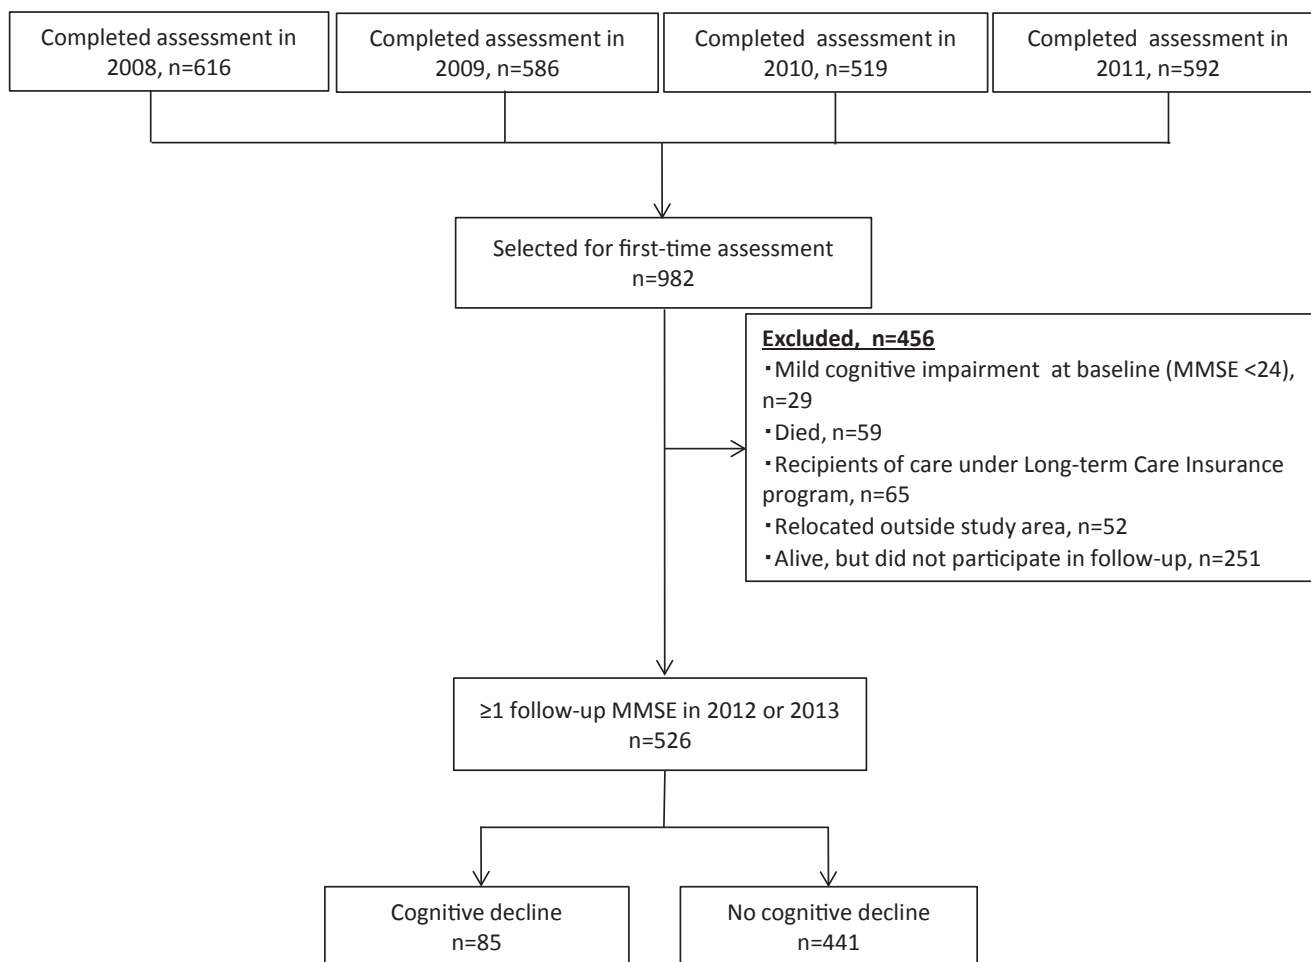 Completed assessment in
2008, n=616
Completed assessment in
2009, n=586
Completed  assessment in
2010, n=519
Completed  assessment in
2011, n=592
Selected for first-time assessment
n=982
Excluded,  n=456
・Mild cognitive impairment  at baseline (MMSE <24),
n=29
・Died, n=59
・Recipients of care under Long-term Care Insurance
program, n=65
・Relocated outside study area, n=52
・Alive, but did not participate in follow-up, n=251
≥1 follow-up MMSE in 2012 or 2013
n=526
Cognitive decline
n=85
No cognitive decline
n=441